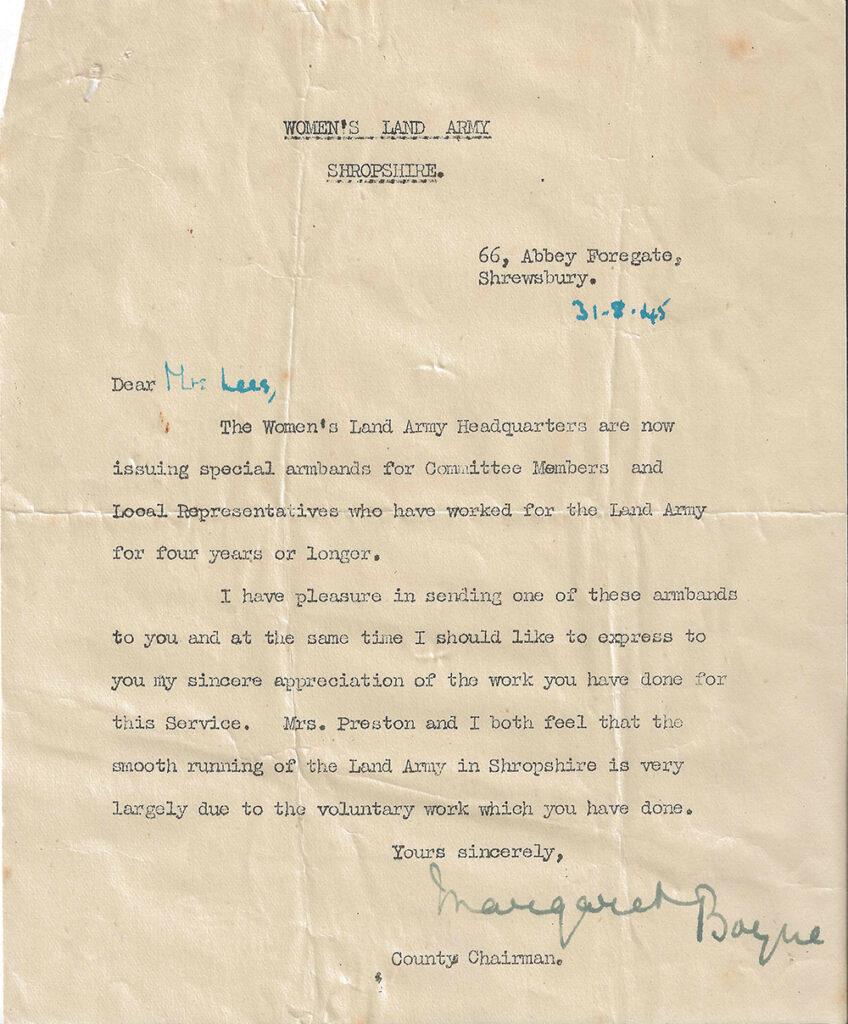 WOMEN'S LAND ARMY
SHROPSHIRE.
66, Abbey Foregate,
Shrewsbury.
31-8-45
Dear Mrs Lees,
The Women's Land Army Headquarters are now
issuing special armbands for Committee Members and
Local Representatives who have worked for the Land Army
for four years or longer.
I have pleasure in sending one of these armbands
to you and at the same time I should like to express to
you my sincere appreciation of the work you have done for
this Service. Mrs. Preston and I both feel that the
smooth running of the Land Army in Shropshire is very
largely due to the voluntary work which you have done.
Yours sincerely,
Margaret Boyne
County Chairman.